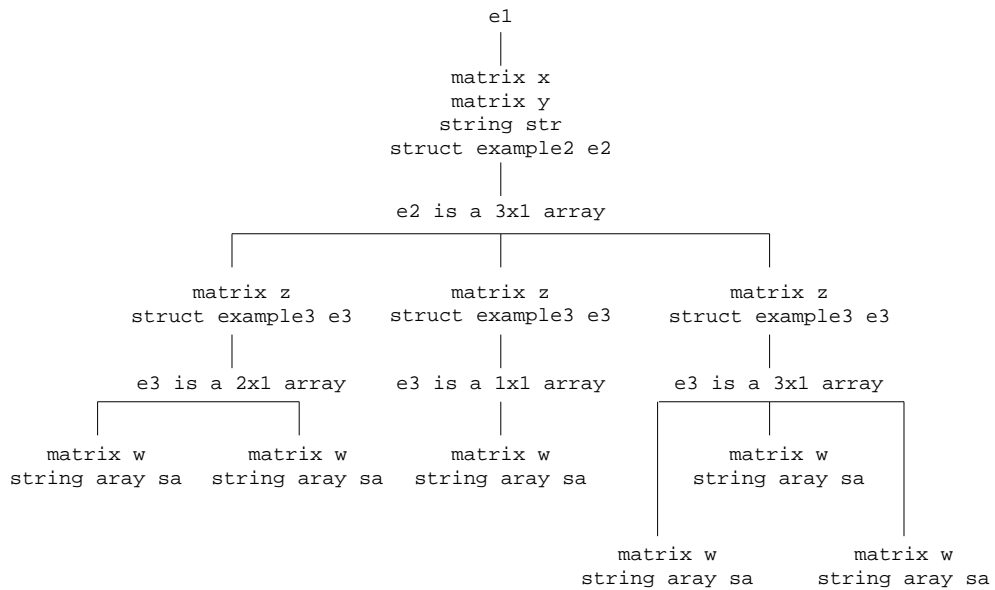 e1
matrix x
matrix y
string str
struct example2 e2
e2 is a 3x1 array
matrix z
struct example3 e3
matrix z
struct example3 e3
matrix z
struct example3 e3
e3 is a 2x1 array
e3 is a 1x1 array
e3 is a 3x1 array
matrix w
string aray sa
matrix w
string aray sa
matrix w
string aray sa
matrix w
string aray sa
matrix w
string aray sa
matrix w
string aray sa